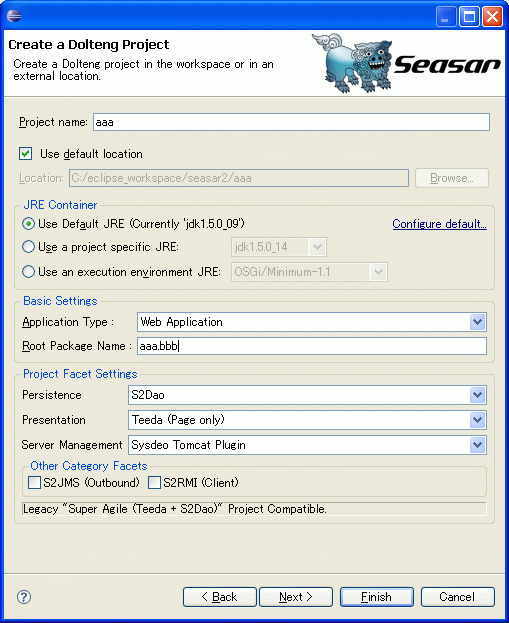 Create a Dolteng Project
Create a Dolteng project in the workspace or in an
external location.
Seasar
Project name: aaa
Use default location
Location: C:/eclipse_workspace/seasar2/aaa Browse...
JRE Container
Use Default JRE (Currently 'jdk1.5.0_09') Configure default...
Use a project specific JRE: jdk1.5.0_14
Use an execution environment JRE: OSGi/Minimum-1.1
Basic Settings
Application Type : Web Application
Root Package Name : aaa.bbb
Project Facet Settings
Persistence S2Dao
Presentation Teeda (Page only)
Server Management Sysdeo Tomcat Plugin
Other Category Facets
S2JMS (Outbound) S2RMI (Client)
Legacy "Super Agile (Teeda + S2Dao)" Project Compatible.
? < Back Next > Finish Cancel